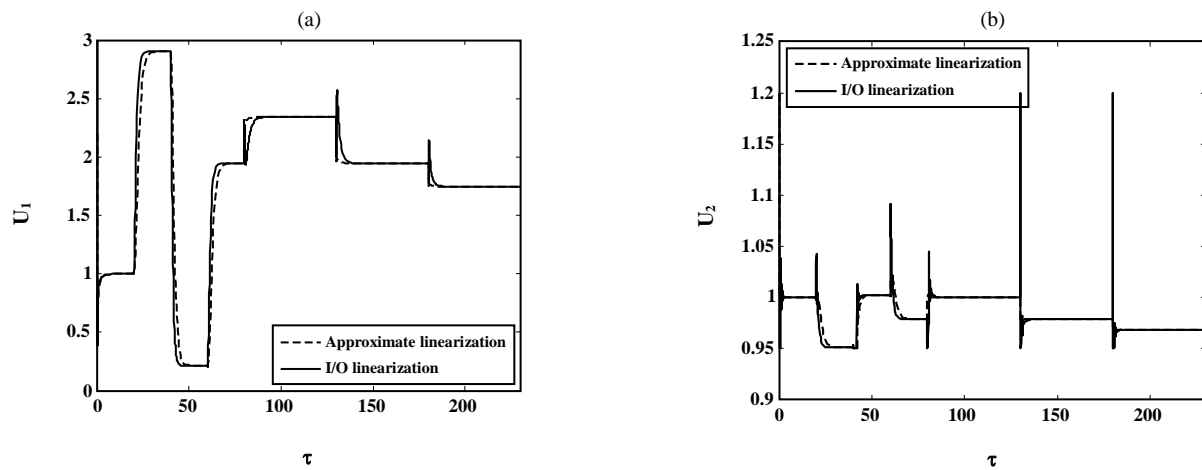 (a)
3
2.5
2
1.5
1
0.5
0
U1
0 50 100 150 200
τ
Approximate linearization
I/O linearization
(b)
1.25
1.2
1.15
1.1
1.05
1
0.95
0.9
U2
0 50 100 150 200
τ
Approximate linearization
I/O linearization